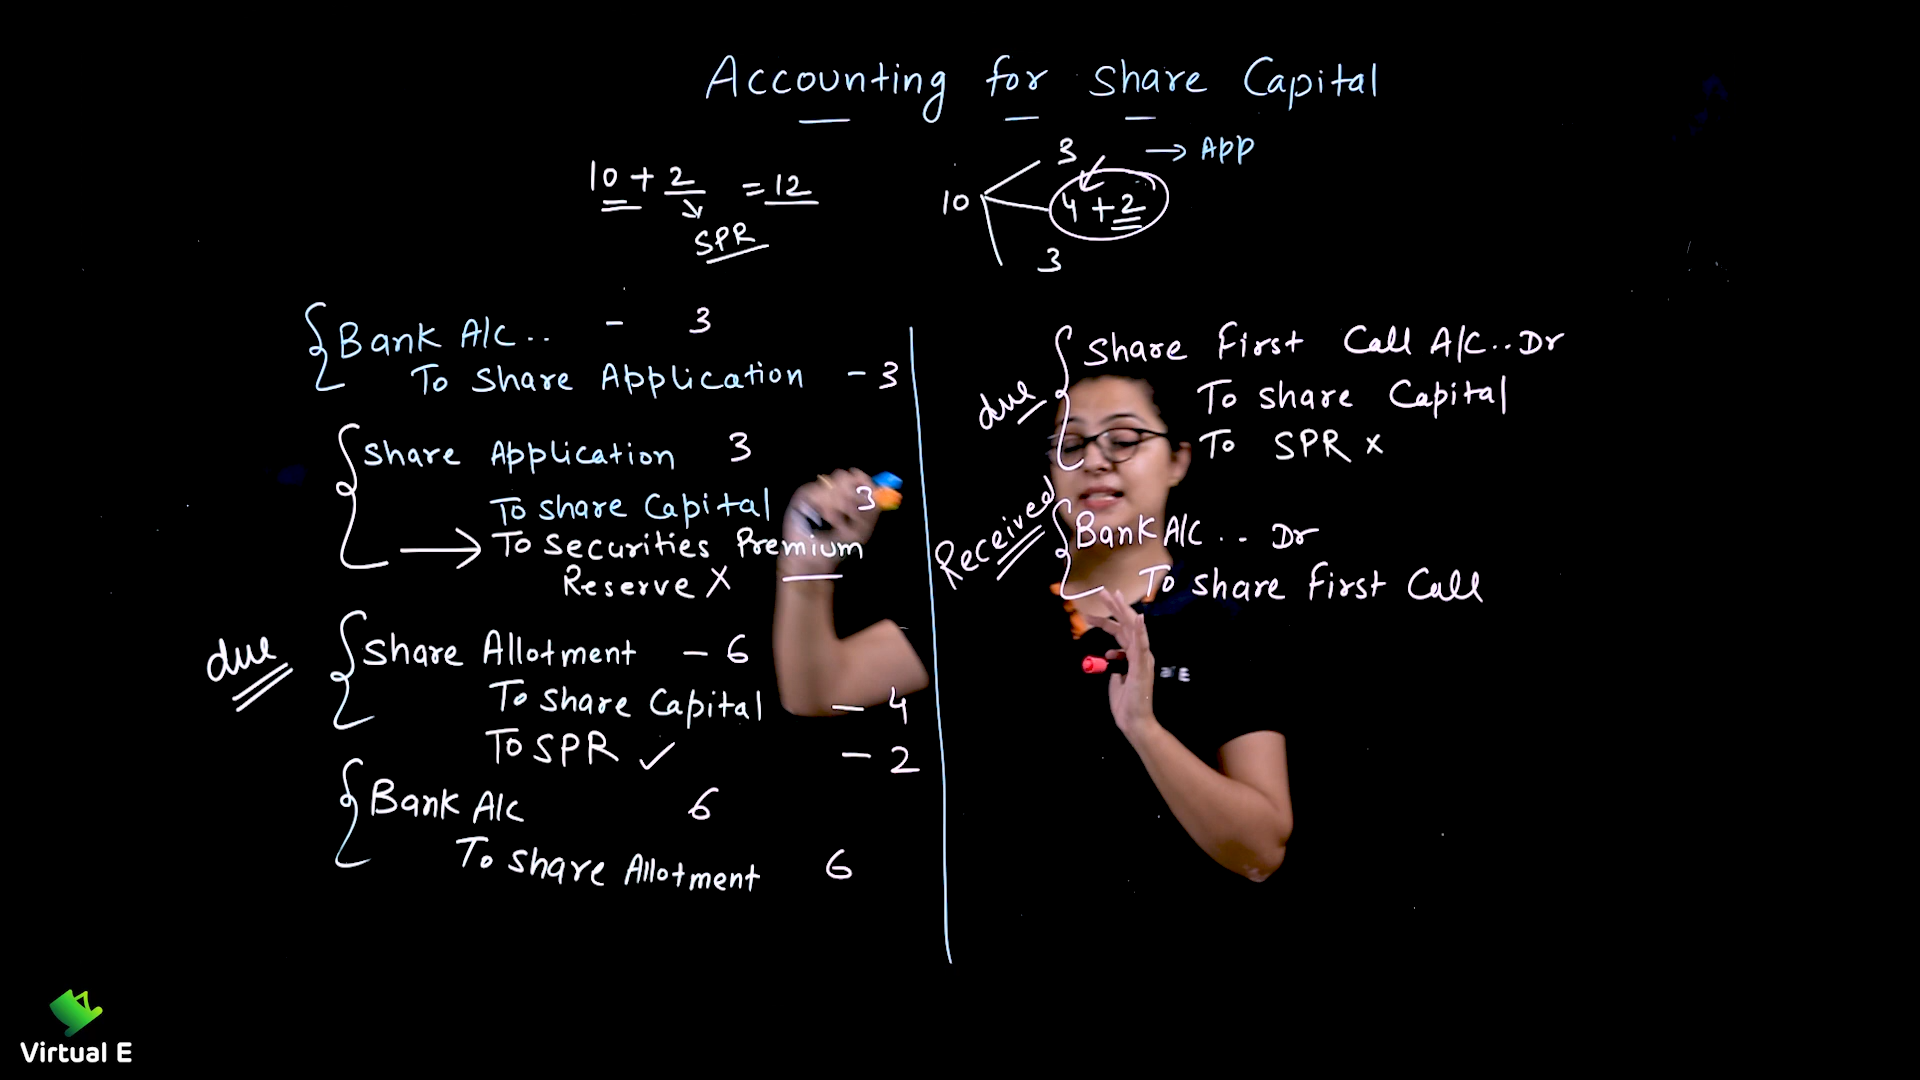 Accounting for Share Capital
10 + 2 = 12
SPR
10
3 → APP
4 + 2
3
Bank A/c.. - 3
To Share Application - 3
Share Application 3
To Share Capital 3
→ To Securities Premium
Reserve X
due
Share Allotment - 6
To Share Capital - 4
To SPR ✓ - 2
Bank A/c 6
To Share Allotment 6
due
Share First Call A/c..Dr
To Share Capital
To SPR x
Received
Bank A/c .. Dr
To Share First Call
Virtual E